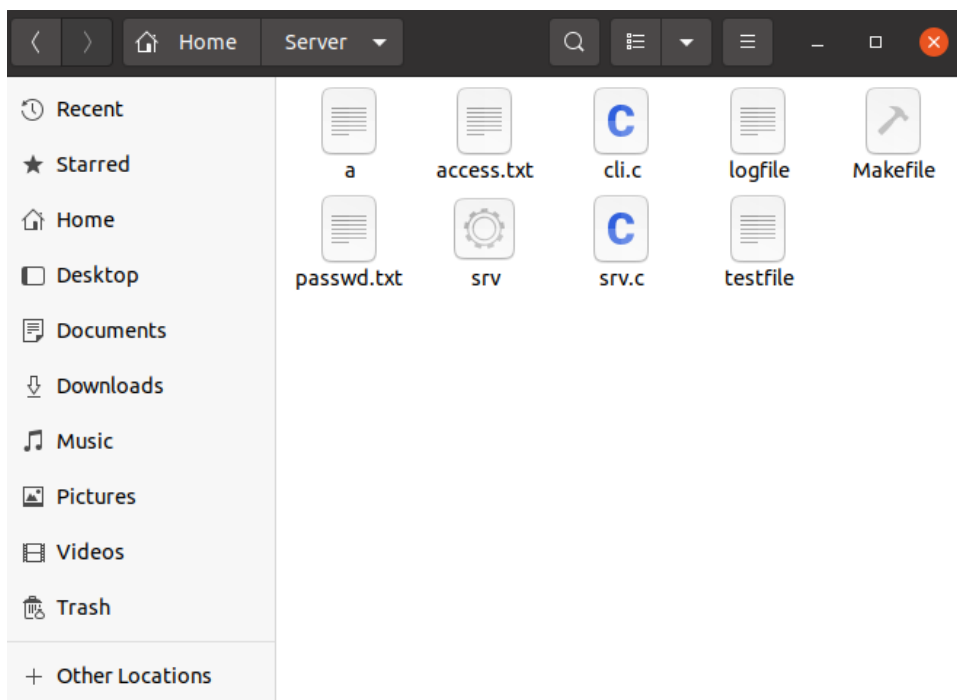 Home Server
Recent
Starred
Home
Desktop
Documents
Downloads
Music
Pictures
Videos
Trash
Other Locations
a access.txt cli.c logfile Makefile
passwd.txt srv srv.c testfile